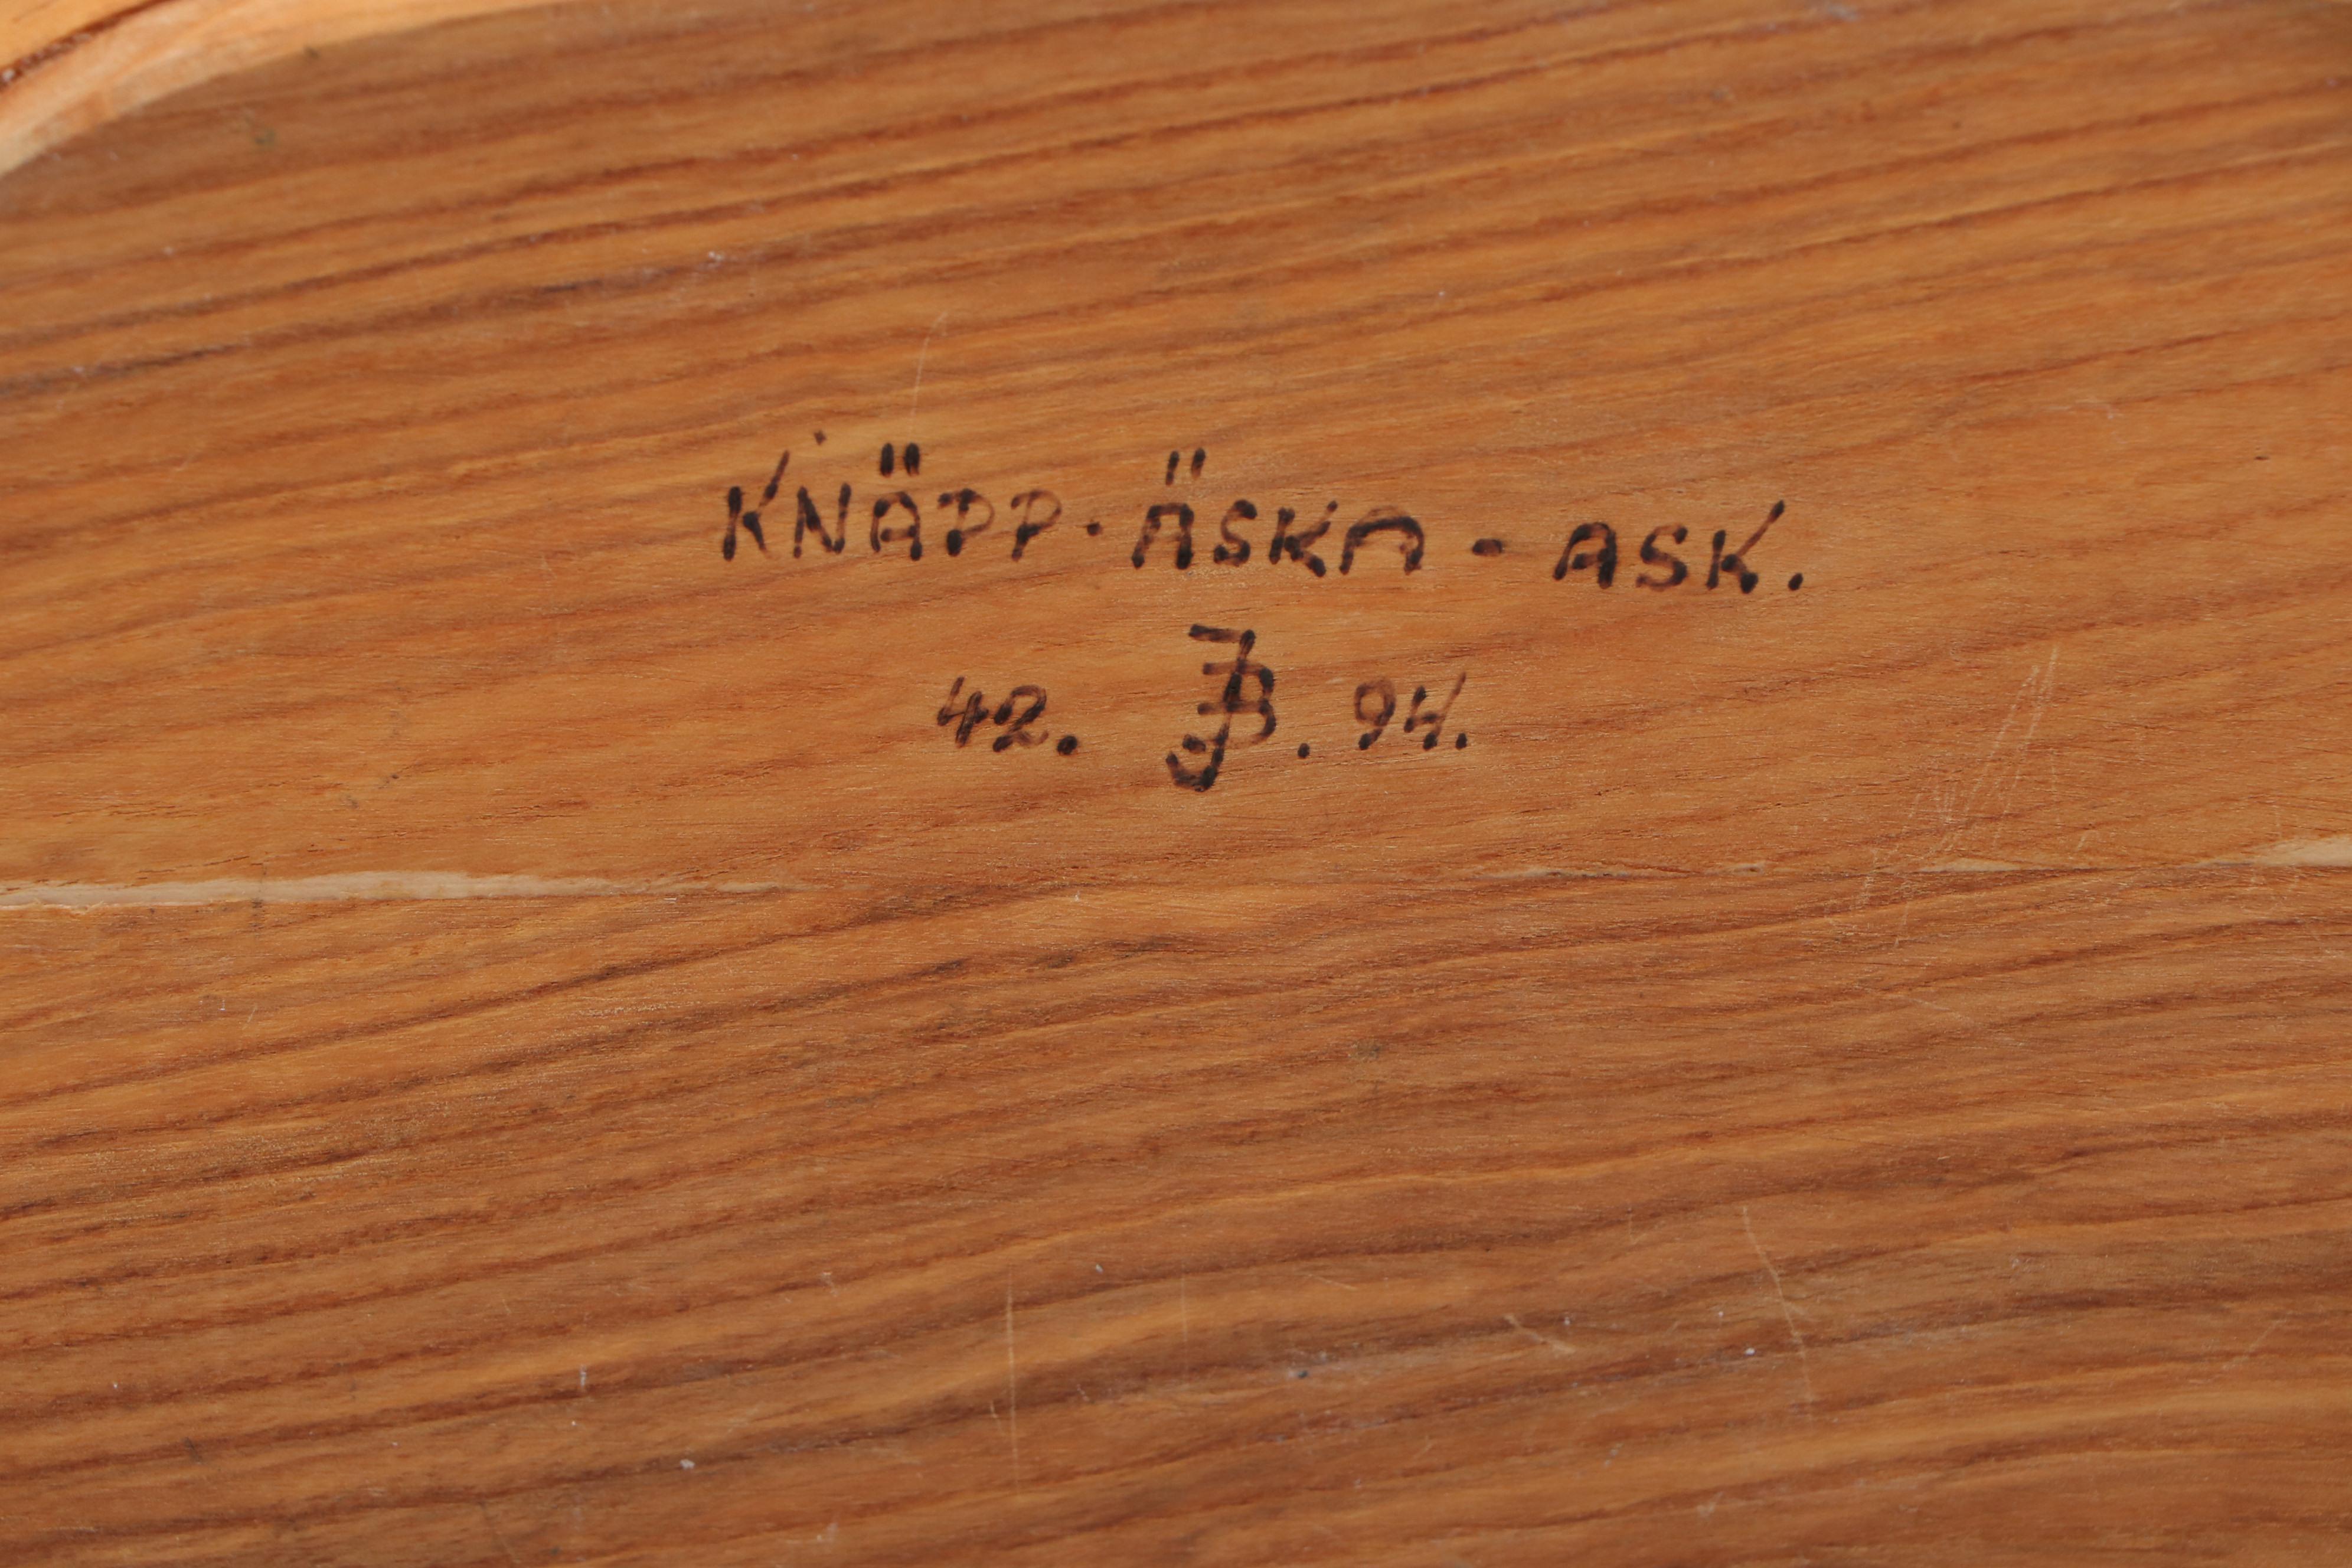 KNÄPP-ÄSKA-ASK.
42. JB. 94.